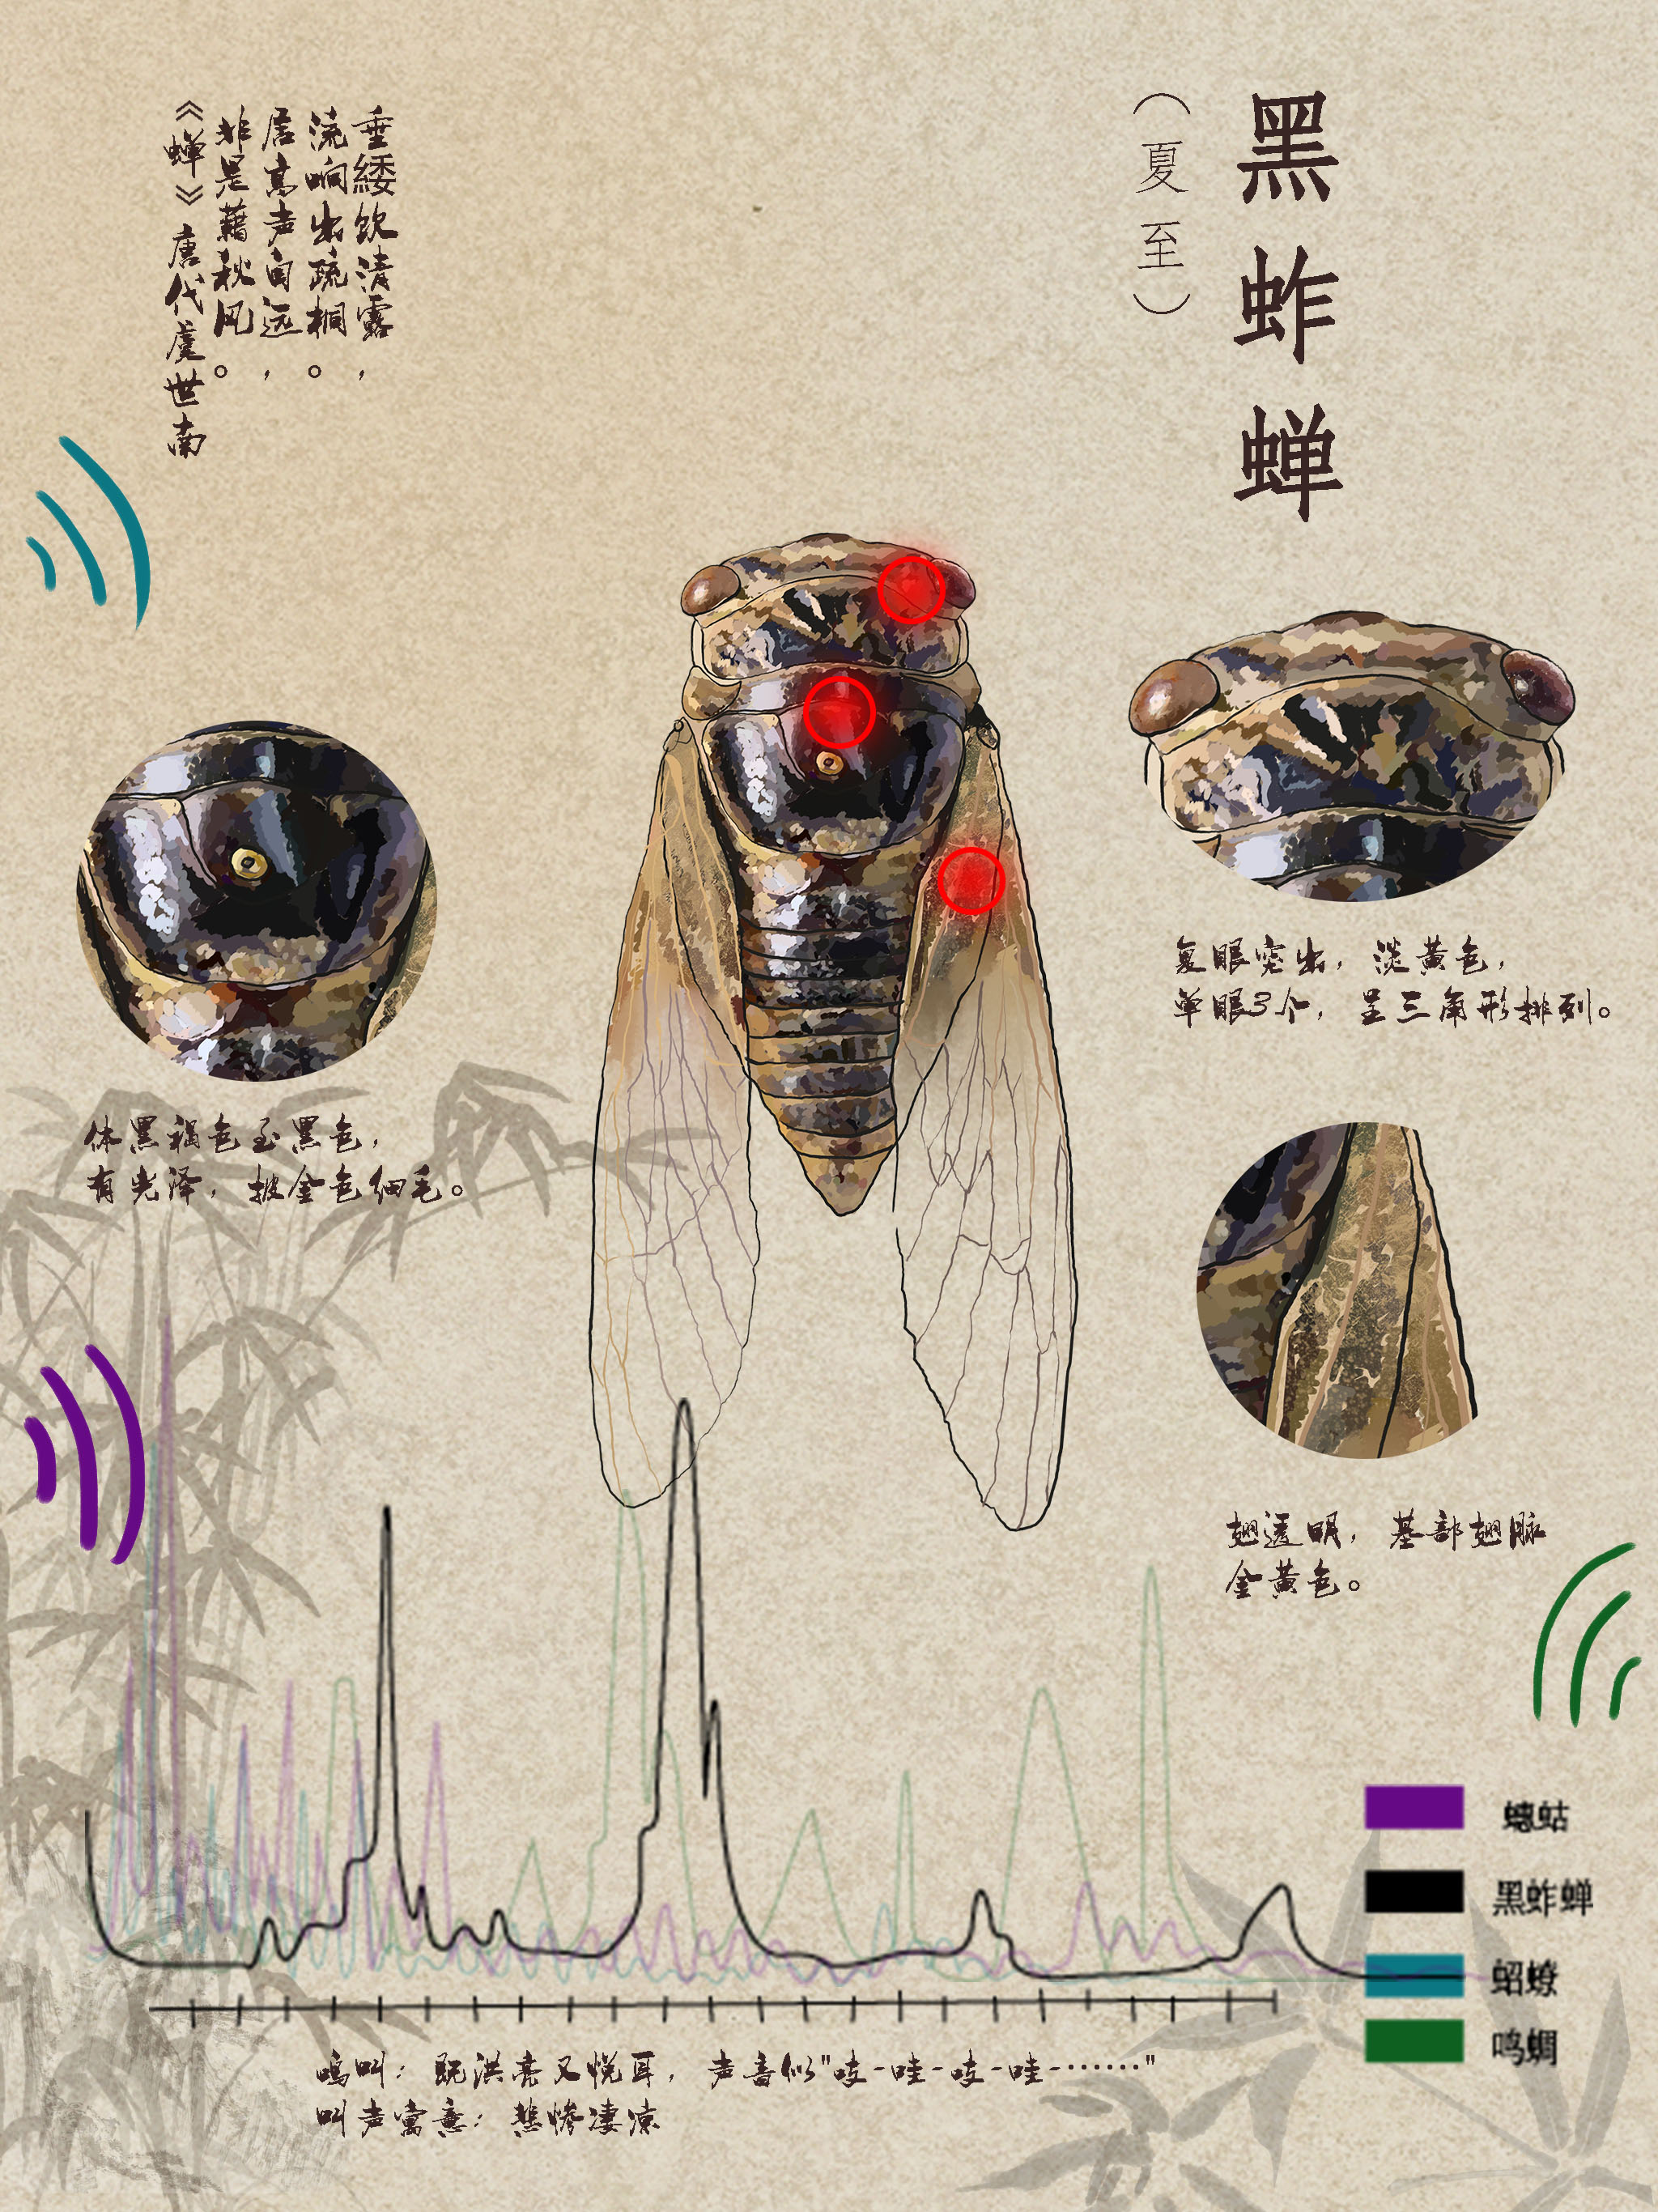 黑蚱蝉
（夏至）
垂緌饮清露，
流响出疏桐。
居高声自远，
非是藉秋风。
《蝉》唐代虞世南
复眼突出，淡黄色，
单眼3个，呈三角形排列。
体黑褐色至黑色，
有光泽，披金色细毛。
翅透明，基部翅脉
金黄色。
蟪蛄
黑蚱蝉
蛁蟟
鸣蜩
鸣叫：既洪亮又悦耳，声音似"吱-哇-吱-哇-……"
叫声寓意：悲惨凄凉